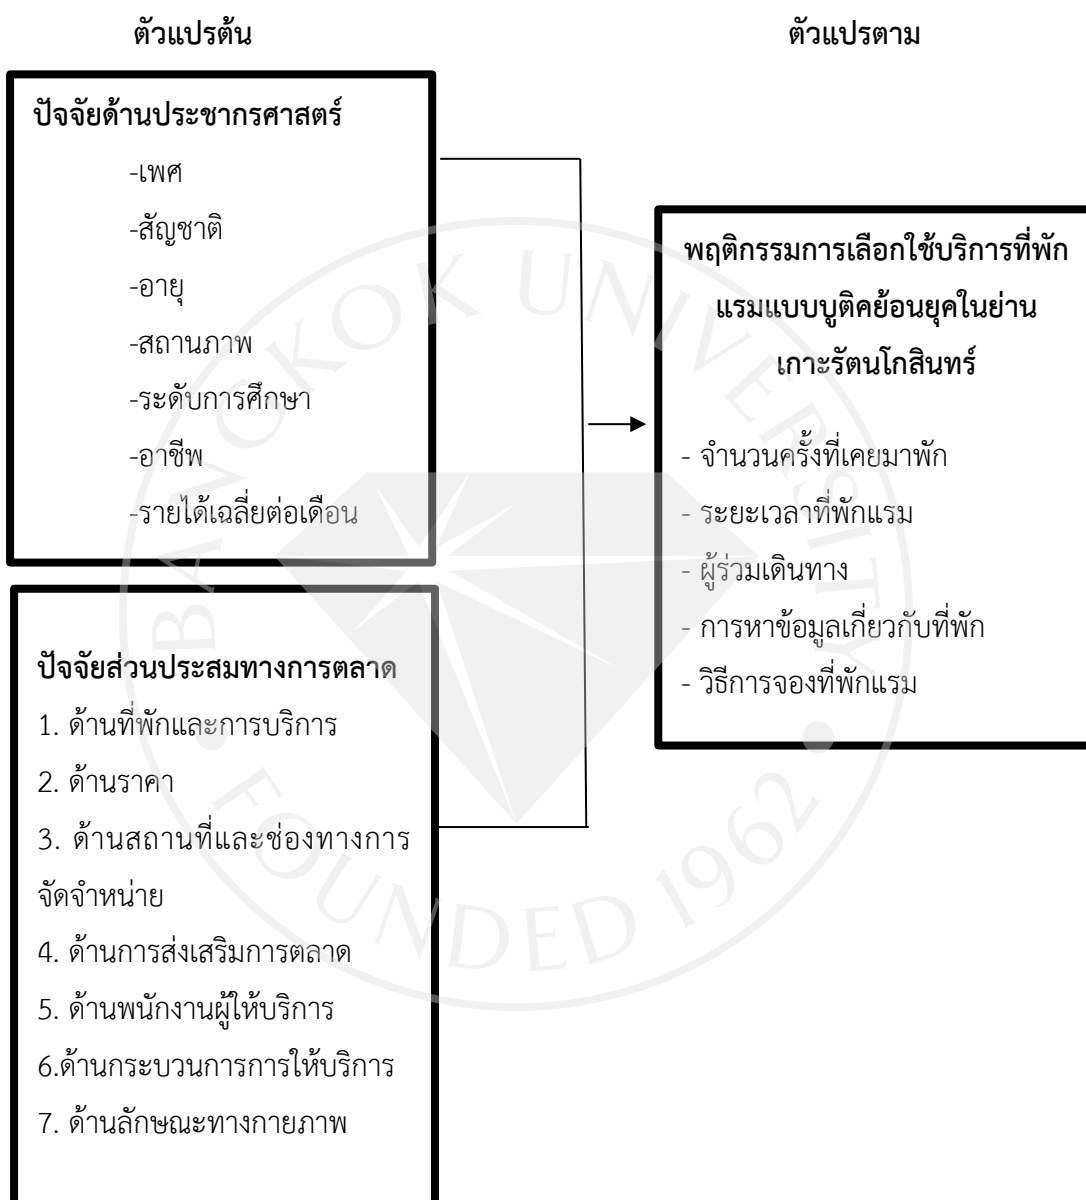 ตัวแปรต้น
ตัวแปรตาม
ปัจจัยด้านประชากรศาสตร์
-เพศ
-สัญชาติ
-อายุ
-สถานภาพ
-ระดับการศึกษา
-อาชีพ
-รายได้เฉลี่ยต่อเดือน
ปัจจัยส่วนประสมทางการตลาด
1. ด้านที่พักและการบริการ
2. ด้านราคา
3. ด้านสถานที่และช่องทางการ
จัดจำหน่าย
4. ด้านการส่งเสริมการตลาด
5. ด้านพนักงานผู้ให้บริการ
6.ด้านกระบวนการการให้บริการ
7. ด้านลักษณะทางกายภาพ
พฤติกรรมการเลือกใช้บริการที่พัก
แรมแบบบูติคย้อนยุคในย่าน
เกาะรัตนโกสินทร์
- จำนวนครั้งที่เคยมาพัก
- ระยะเวลาที่พักแรม
- ผู้ร่วมเดินทาง
- การหาข้อมูลเกี่ยวกับที่พัก
- วิธีการจองที่พักแรม
BANGKOK UNIVERSITY
FOUNDED 1962